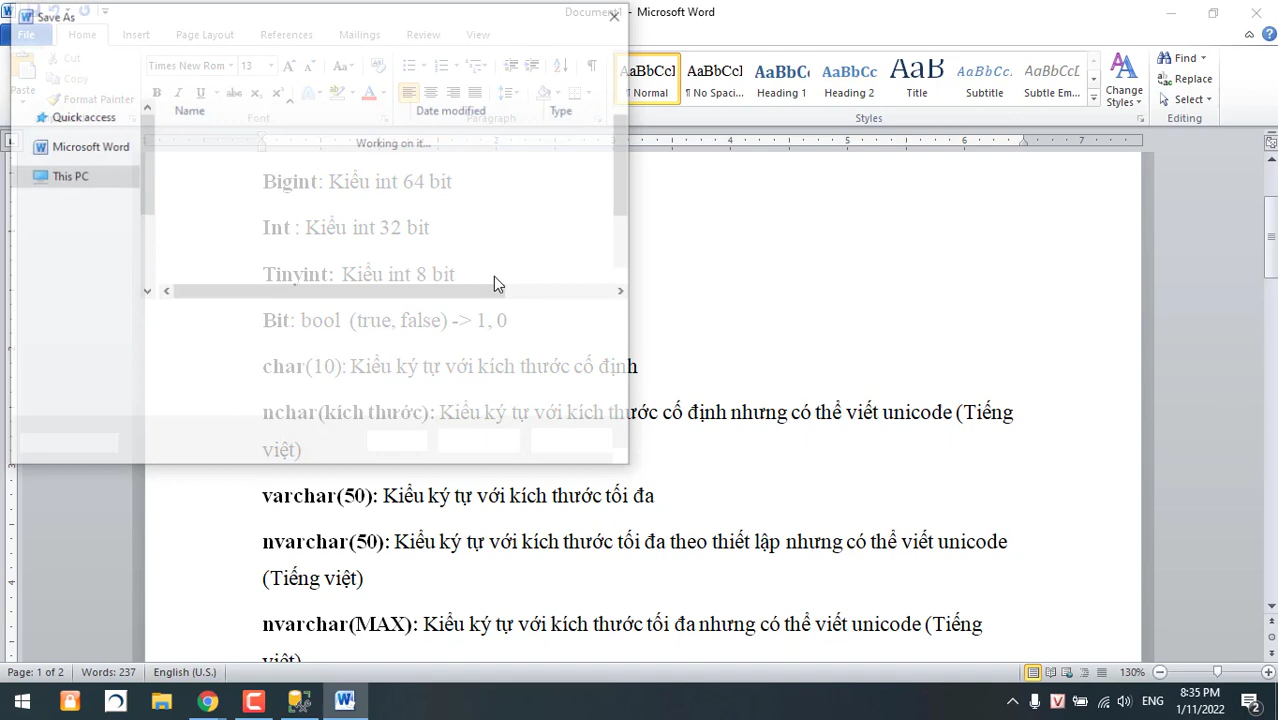 Save As
Document1 - Microsoft Word
File Home Insert Page Layout References Mailings Review View
Cut
Copy
Format Painter
Paste
Times New Rom 13
Font
Paragraph
AaBbCcI AaBbCcI AaBbCc AaBbCc AaB AaBbCcI AaBbCcI
Normal No Spaci... Heading 1 Heading 2 Title Subtitle Subtle Em...
Styles
Change
Styles
Find
Replace
Select
Editing
Name Date modified Type
Quick access
Microsoft Word
This PC
Working on it...
1 2 3 4 5 6 7
Bigint: Kiểu int 64 bit
Int : Kiểu int 32 bit
Tinyint: Kiểu int 8 bit
Bit: bool (true, false) -> 1, 0
char(10): Kiểu ký tự với kích thước cố định
nchar(kích thước): Kiểu ký tự với kích thước cố định nhưng có thể viết unicode (Tiếng
việt)
varchar(50): Kiểu ký tự với kích thước tối đa
nvarchar(50): Kiểu ký tự với kích thước tối đa theo thiết lập nhưng có thể viết unicode
(Tiếng việt)
nvarchar(MAX): Kiểu ký tự với kích thước tối đa nhưng có thể viết unicode (Tiếng
việt)
Page: 1 of 2 Words: 237 English (U.S.) 130%
ENG 8:35 PM
1/11/2022
2